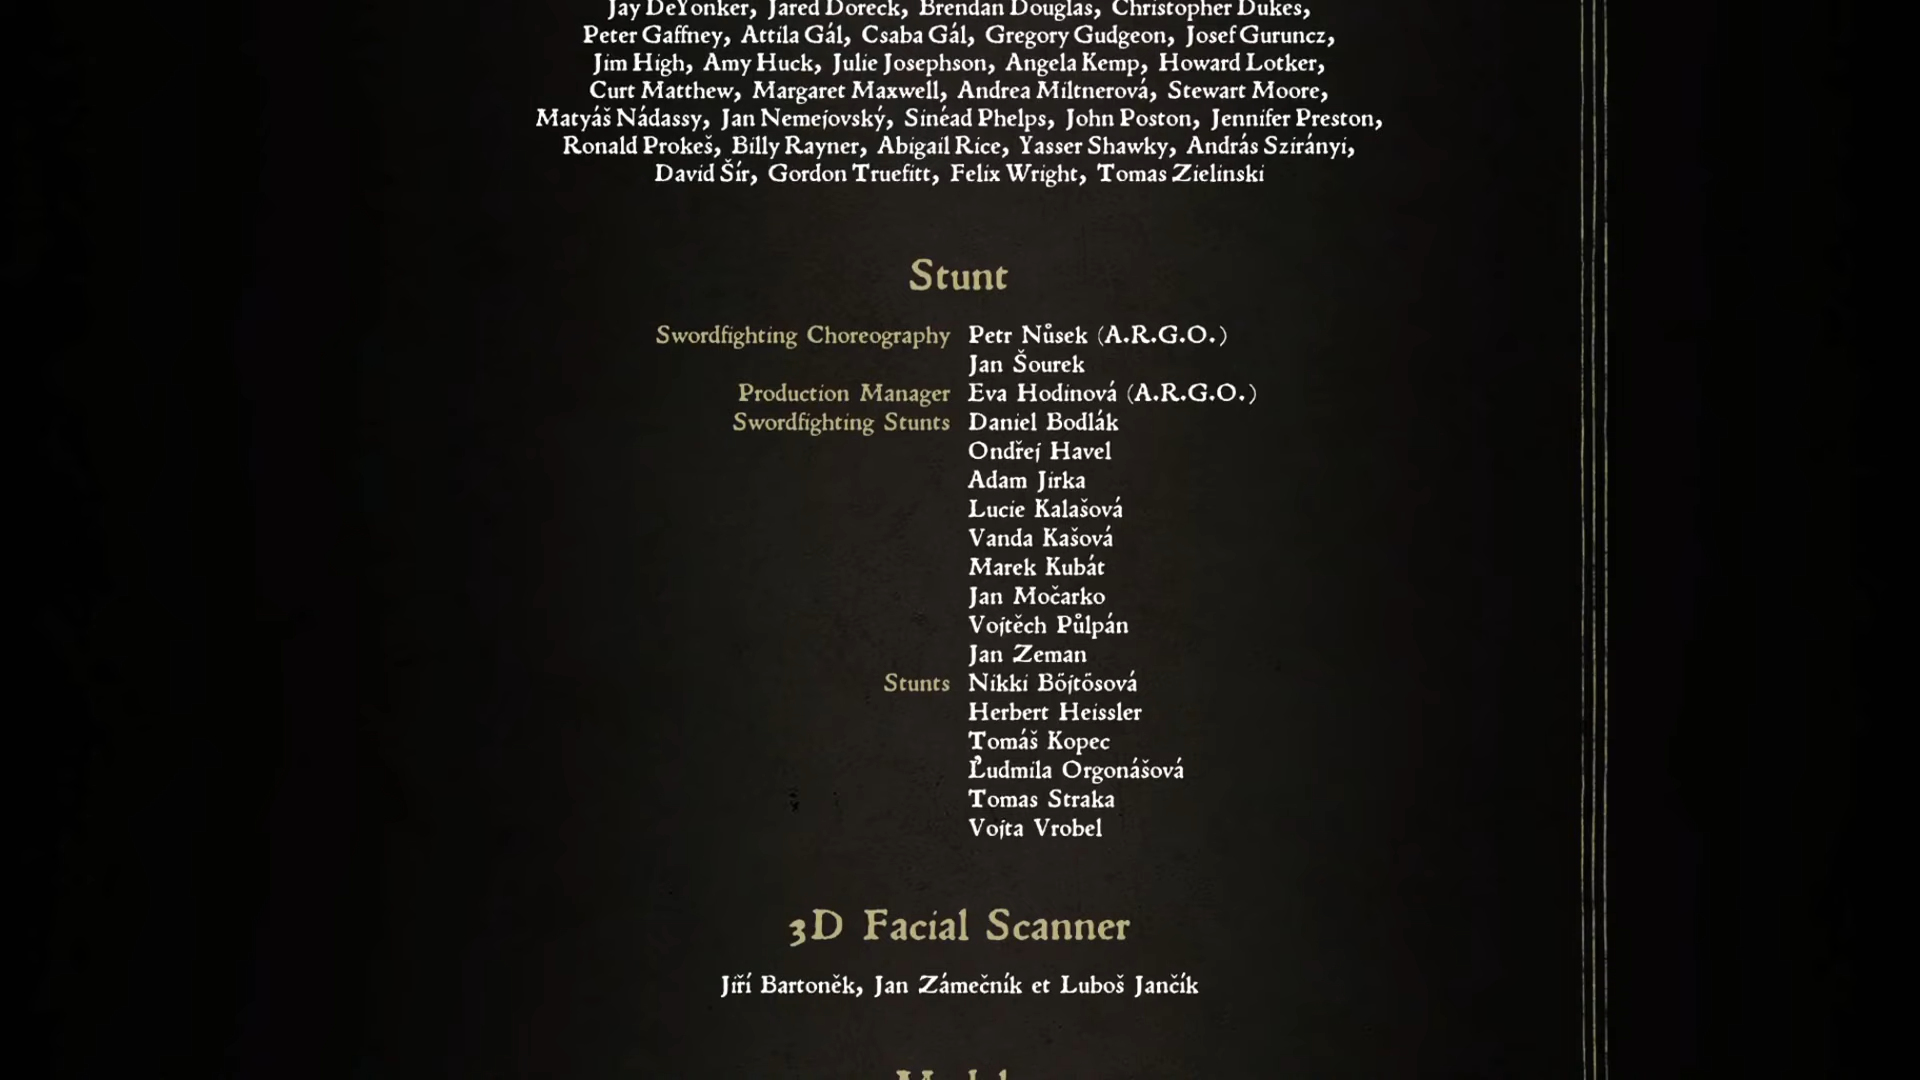 Jay DeYonker, Jared Doreck, Brendan Douglas, Christopher Dukes,
Peter Gaffney, Attila Gál, Csaba Gál, Gregory Gudgeon, Josef Guruncz,
Jim High, Amy Huck, Julie Josephson, Angela Kemp, Howard Lotker,
Curt Matthew, Margaret Maxwell, Andrea Miltnerová, Stewart Moore,
Matyáš Nádassy, Jan Nemejovský, Sinéad Phelps, John Poston, Jennifer Preston,
Ronald Prokeš, Billy Rayner, Abigail Rice, Yasser Shawky, András Szirányi,
David Šír, Gordon Truefitt, Felix Wright, Tomas Zielinski
Stunt
Swordfighting Choreography Petr Nůsek (A.R.G.O.)
Jan Šourek
Production Manager Eva Hodinová (A.R.G.O.)
Swordfighting Stunts Daniel Bodlák
Ondřej Havel
Adam Jirka
Lucie Kalašová
Vanda Kašová
Marek Kubát
Jan Močarko
Vojtěch Půlpán
Jan Zeman
Stunts Nikki Böjtösová
Herbert Heissler
Tomáš Kopec
Ľudmila Orgonášová
Tomas Straka
Vojta Vrobel
3D Facial Scanner
Jiří Bartoněk, Jan Zámečník et Luboš Jančík